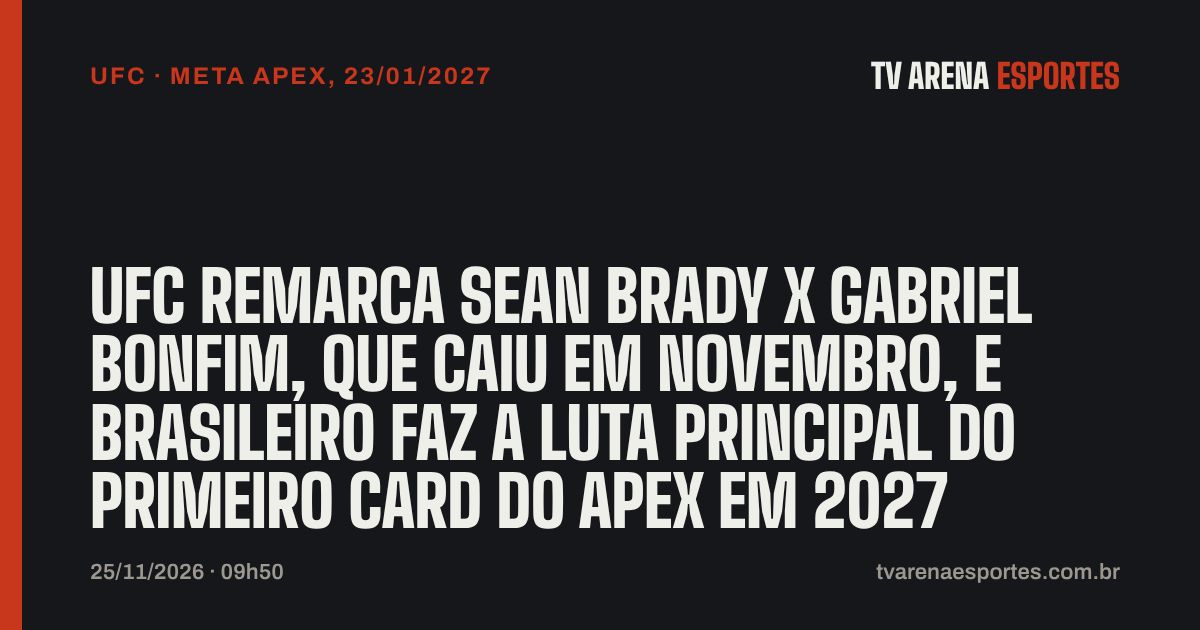 UFC · META APEX, 23/01/2027
TV ARENA ESPORTES
UFC REMARCA SEAN BRADY X GABRIEL
BONFIM, QUE CAIU EM NOVEMBRO, E
BRASILEIRO FAZ A LUTA PRINCIPAL DO
PRIMEIRO CARD DO APEX EM 2027
25/11/2026 · 09h50
tvarenaesportes.com.br